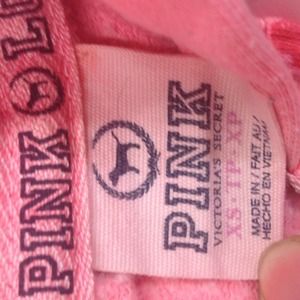 PINK LU
PINK
VICTORIA'S SECRET
XS · TP · XP
MADE IN / FAIT AU /
HECHO EN VIETNAM